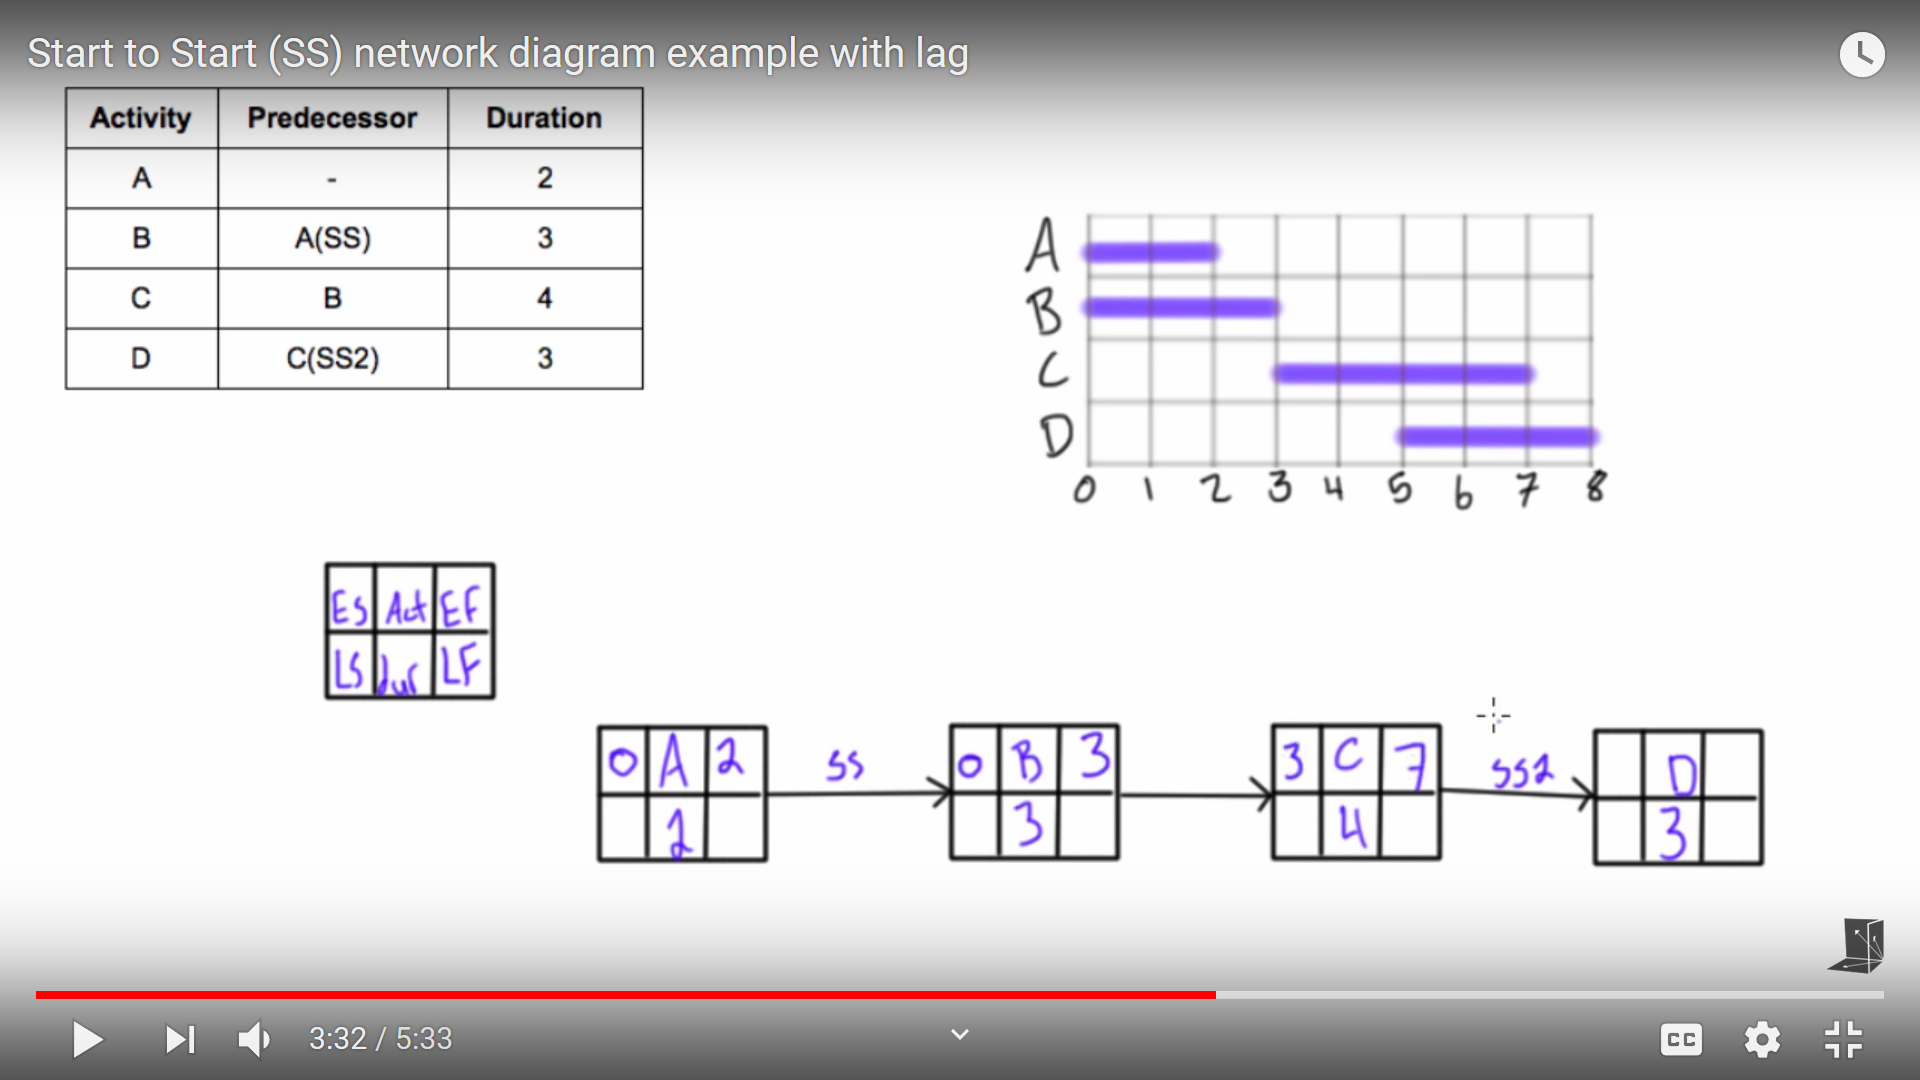 Start to Start (SS) network diagram example with lag
Activity Predecessor Duration
A - 2
B A(SS) 3
C B 4
D C(SS2) 3
A
B
C
D
0 1 2 3 4 5 6 7 8
Es Act EF
LS dur LF
0 A 2
2
SS
0 B 3
3
3 C 7
4
SS2
D
3
3:32 / 5:33
CC